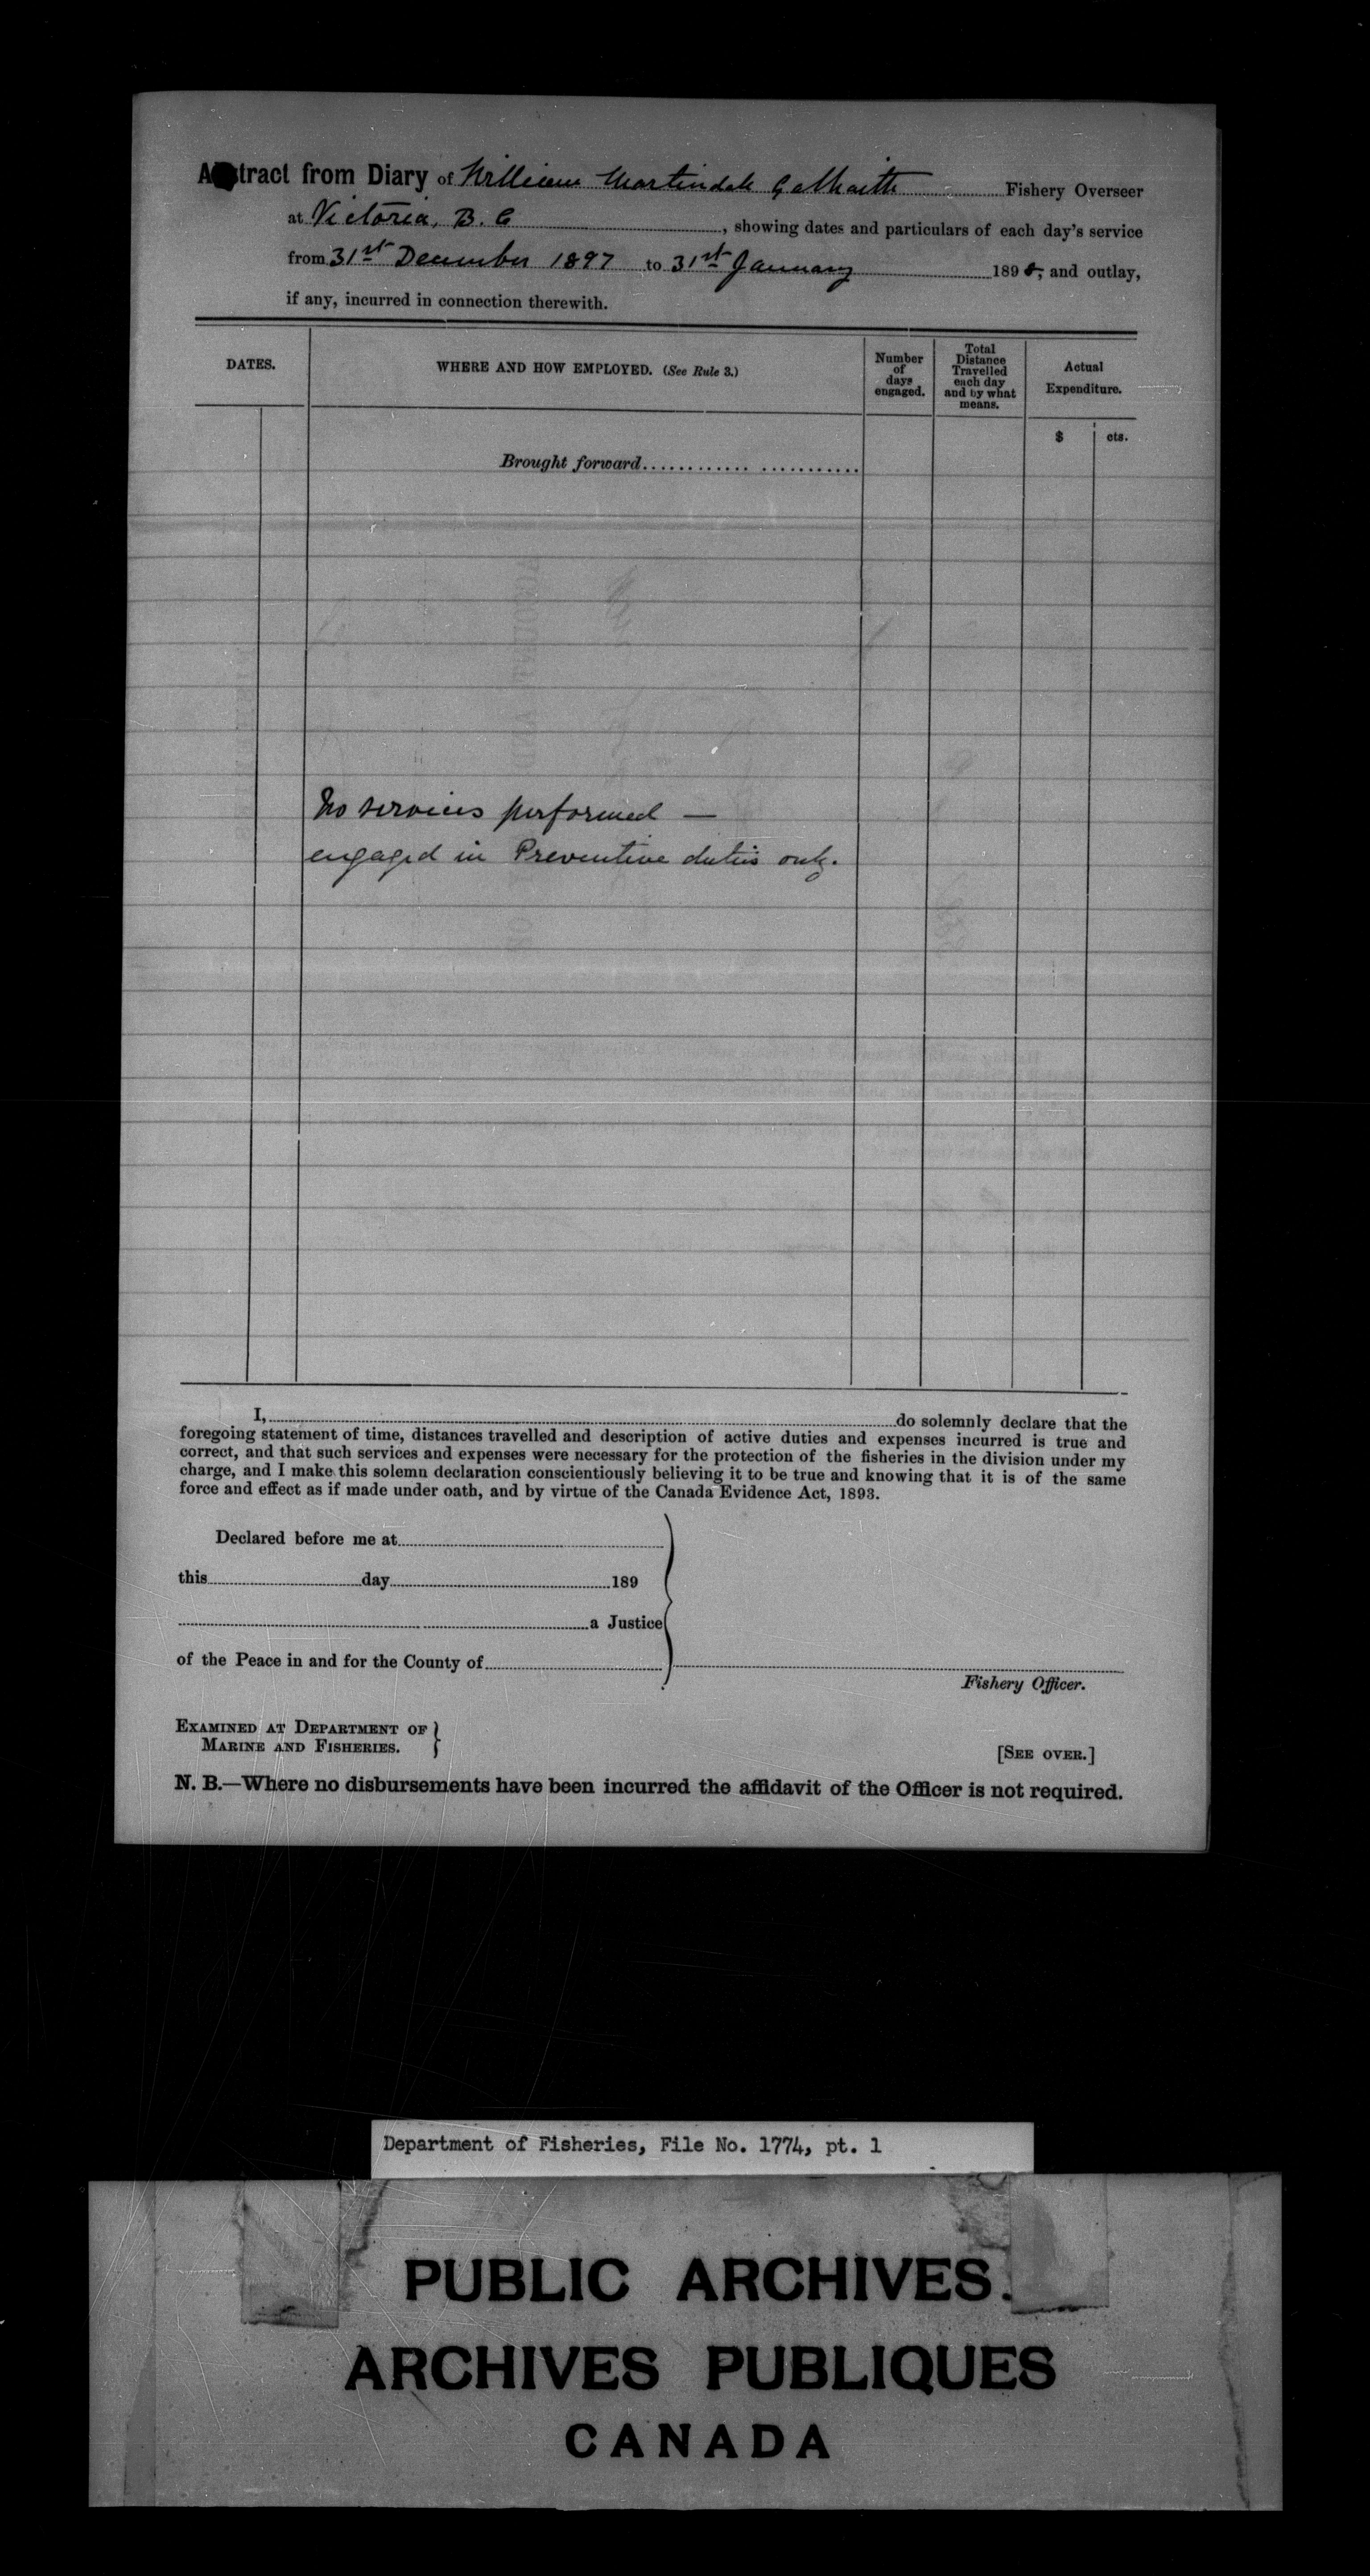 Abstract from Diary of William Martindale Galbraith Fishery Overseer
at Victoria, B. C , showing dates and particulars of each day's service
from 31st December 1897 to 31st January 1898, and outlay,
if any, incurred in connection therewith.
DATES.
WHERE AND HOW EMPLOYED. (See Rule 3.)
Number
of
days
engaged.
Total
Distance
Travelled
each day
and by what
means.
Actual
Expenditure.
$ cts.
Brought forward
No services performed —
engaged in Preventive duties only.
I, do solemnly declare that the
foregoing statement of time, distances travelled and description of active duties and expenses incurred is true and
correct, and that such services and expenses were necessary for the protection of the fisheries in the division under my
charge, and I make this solemn declaration conscientiously believing it to be true and knowing that it is of the same
force and effect as if made under oath, and by virtue of the Canada Evidence Act, 1893.
Declared before me at
this day 189
a Justice
of the Peace in and for the County of
Fishery Officer.
EXAMINED AT DEPARTMENT OF
MARINE AND FISHERIES.
[SEE OVER.]
N. B.—Where no disbursements have been incurred the affidavit of the Officer is not required.
Department of Fisheries, File No. 1774, pt. 1
PUBLIC ARCHIVES.
ARCHIVES PUBLIQUES
CANADA